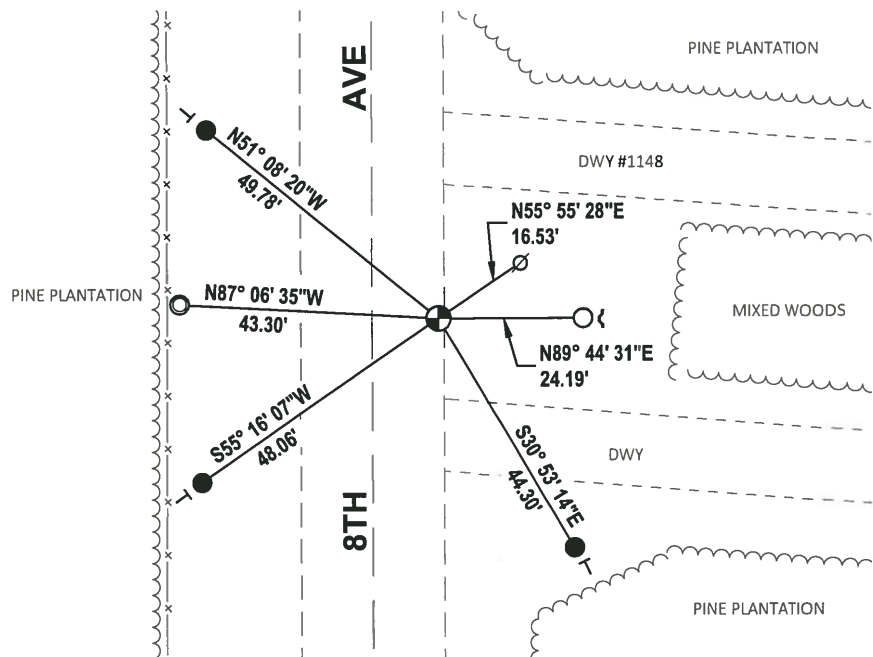 PINE PLANTATION
AVE
DWY #1148
N51° 08' 20"W
49.78'
N55° 55' 28"E
16.53'
PINE PLANTATION
N87° 06' 35"W
43.30'
MIXED WOODS
N89° 44' 31"E
24.19'
S55° 16' 07"W
48.06'
S30° 53' 14"E
44.30'
DWY
8TH
PINE PLANTATION